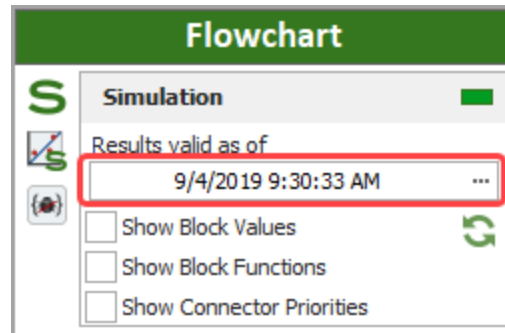 Flowchart
Simulation
Results valid as of
9/4/2019 9:30:33 AM ...
Show Block Values
Show Block Functions
Show Connector Priorities